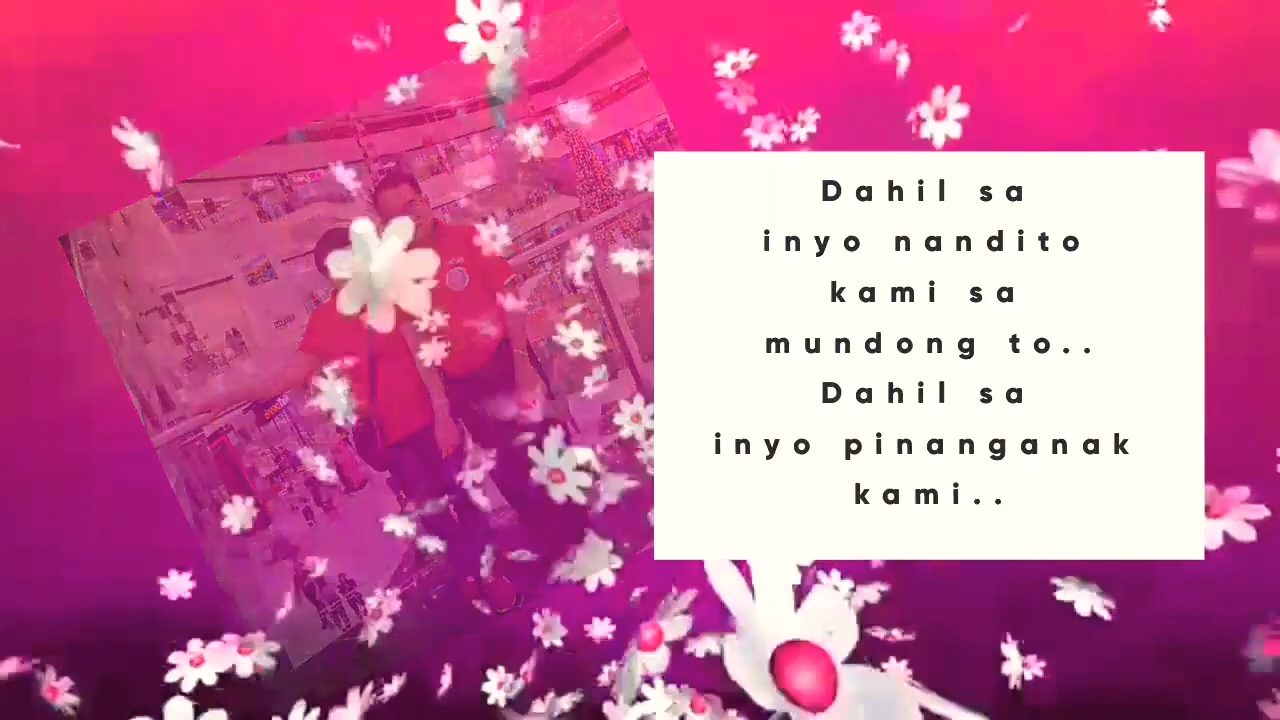 Dahil sa
inyo nandito
kami sa
mundong to..
Dahil sa
inyo pinanganak
kami..